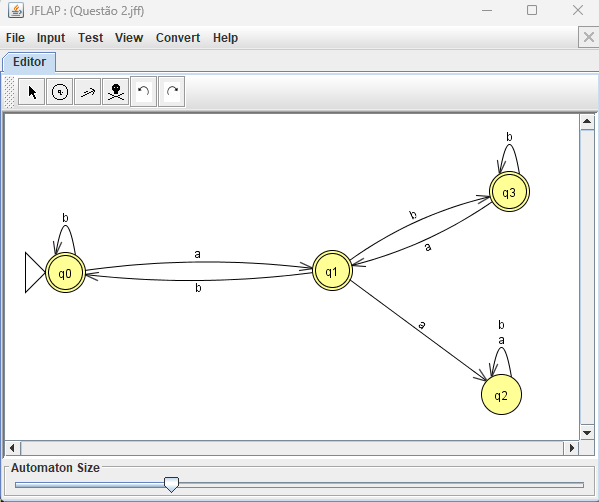 JFLAP : (Questão 2.jff)
File Input Test View Convert Help
Editor
b
q3
b
a
b
q0
a
b
q1
a
b
a
q2
Automaton Size